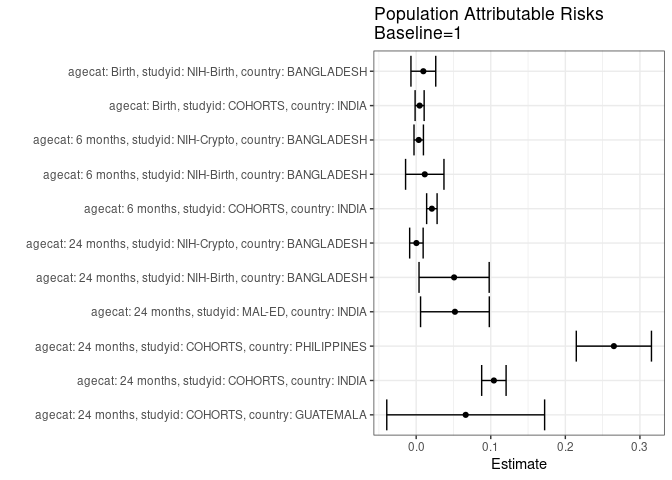 Population Attributable Risks
Baseline=1
agecat: Birth, studyid: NIH-Birth, country: BANGLADESH
agecat: Birth, studyid: COHORTS, country: INDIA
agecat: 6 months, studyid: NIH-Crypto, country: BANGLADESH
agecat: 6 months, studyid: NIH-Birth, country: BANGLADESH
agecat: 6 months, studyid: COHORTS, country: INDIA
agecat: 24 months, studyid: NIH-Crypto, country: BANGLADESH
agecat: 24 months, studyid: NIH-Birth, country: BANGLADESH
agecat: 24 months, studyid: MAL-ED, country: INDIA
agecat: 24 months, studyid: COHORTS, country: PHILIPPINES
agecat: 24 months, studyid: COHORTS, country: INDIA
agecat: 24 months, studyid: COHORTS, country: GUATEMALA
0.0 0.1 0.2 0.3
Estimate